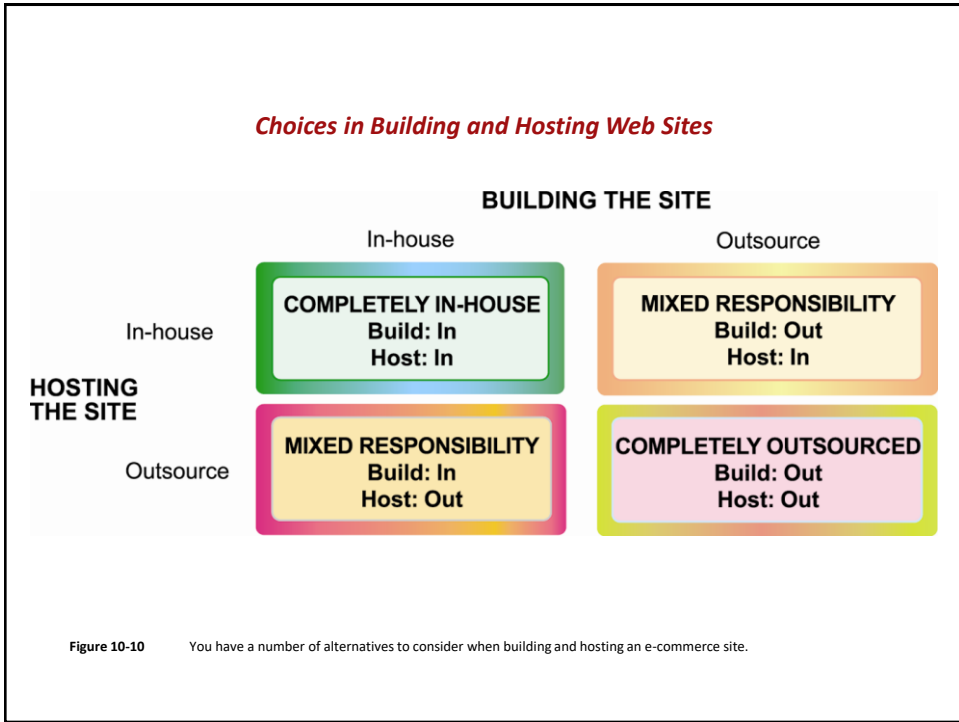 Choices in Building and Hosting Web Sites
BUILDING THE SITE
In-house
Outsource
In-house
COMPLETELY IN-HOUSE
Build: In
Host: In
MIXED RESPONSIBILITY
Build: Out
Host: In
HOSTING
THE SITE
Outsource
MIXED RESPONSIBILITY
Build: In
Host: Out
COMPLETELY OUTSOURCED
Build: Out
Host: Out
Figure 10-10 You have a number of alternatives to consider when building and hosting an e-commerce site.